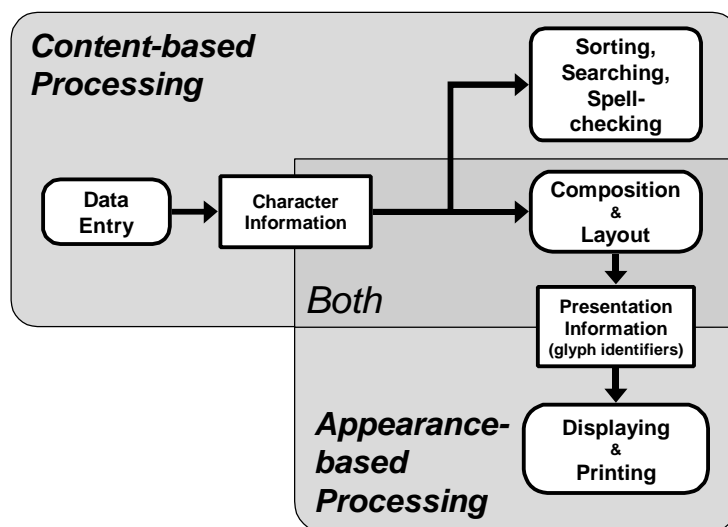 Content-based
Processing
Sorting,
Searching,
Spell-
checking
Data
Entry
Character
Information
Composition
&
Layout
Both
Presentation
Information
(glyph identifiers)
Appearance-
based
Processing
Displaying
&
Printing